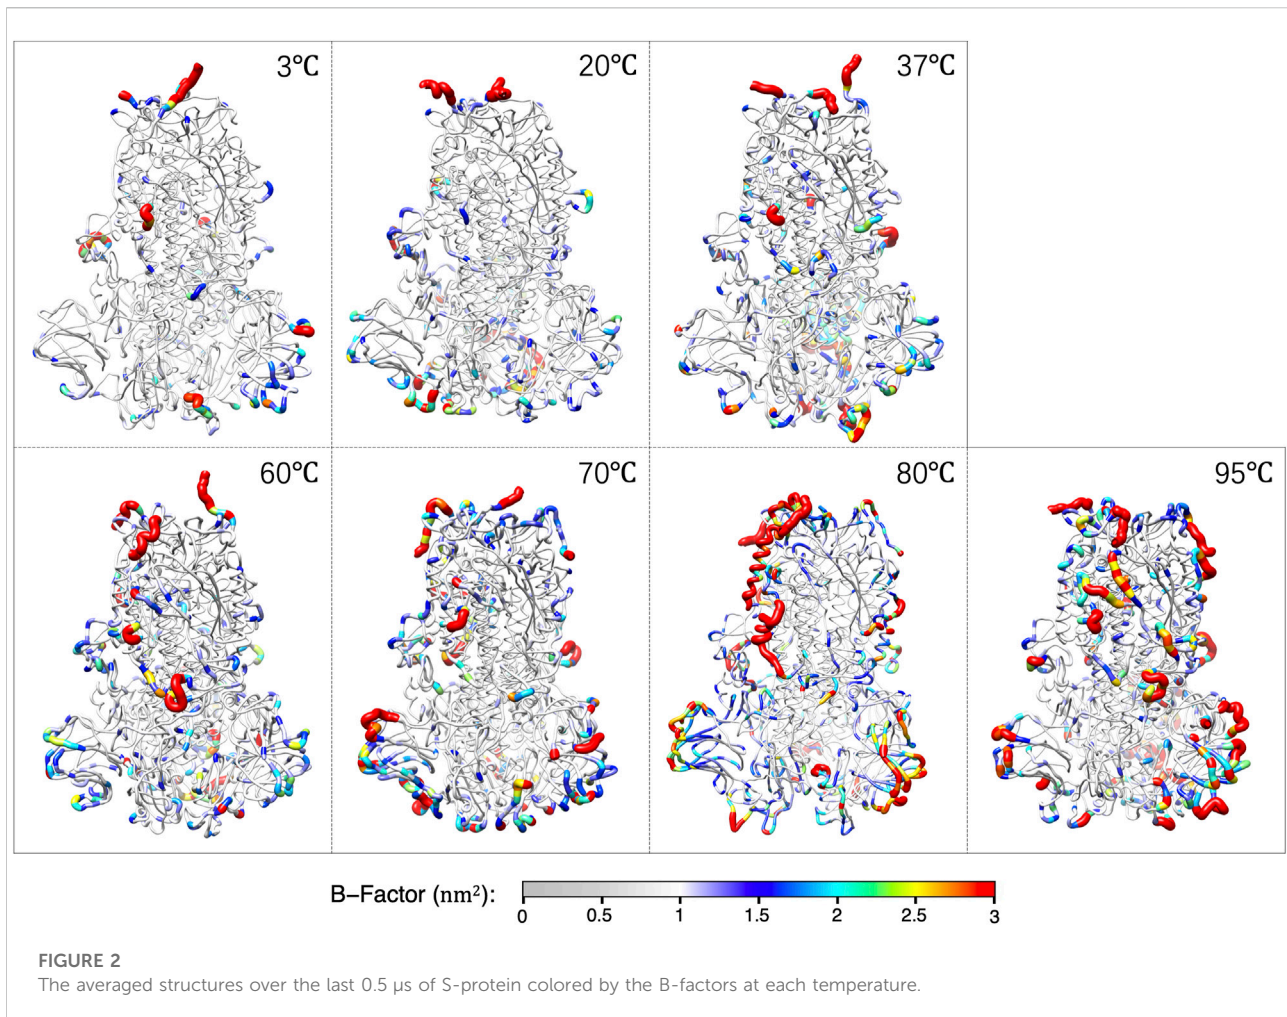 3℃
20℃
37℃
60℃
70℃
80℃
95℃
B–Factor (nm²):
0 0.5 1 1.5 2 2.5 3
FIGURE 2
The averaged structures over the last 0.5 µs of S-protein colored by the B-factors at each temperature.